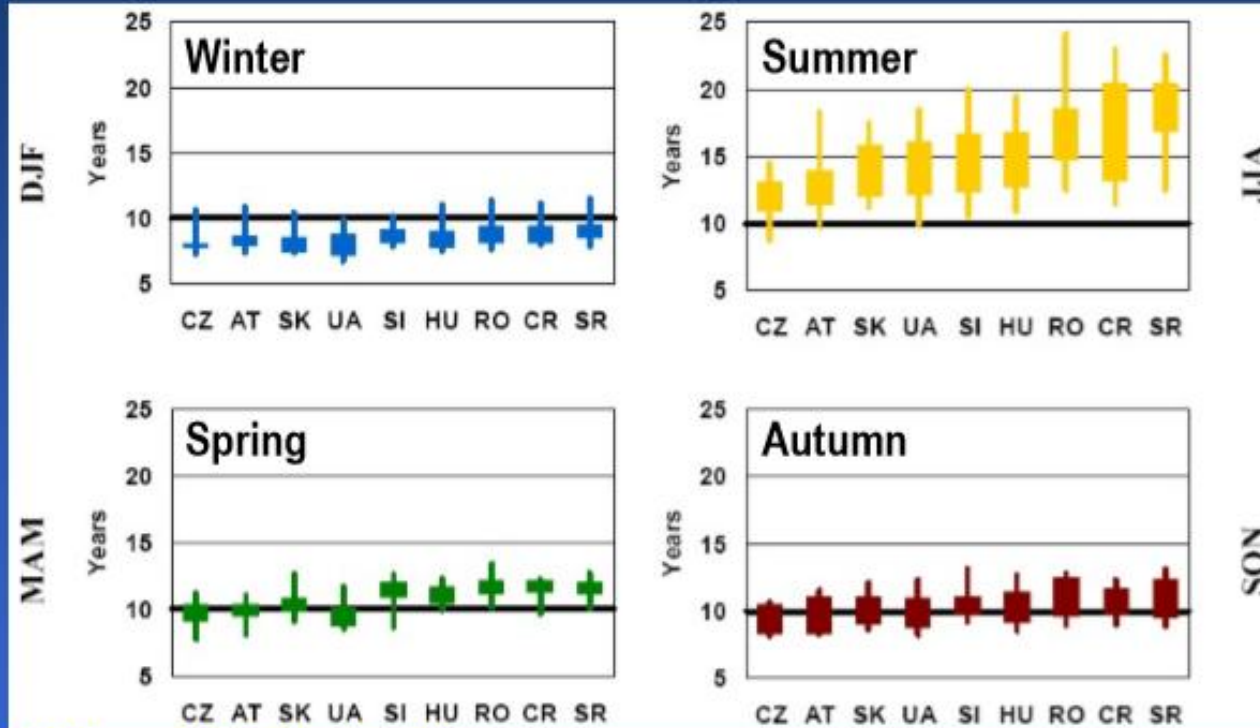 Winter
25
20
15
10
5
Years
DJF
CZ AT SK UA SI HU RO CR SR
Summer
25
20
15
10
5
Years
JJA
CZ AT SK UA SI HU RO CR SR
Spring
25
20
15
10
5
Years
MAM
CZ AT SK UA SI HU RO CR SR
Autumn
25
20
15
10
5
Years
SON
CZ AT SK UA SI HU RO CR SR